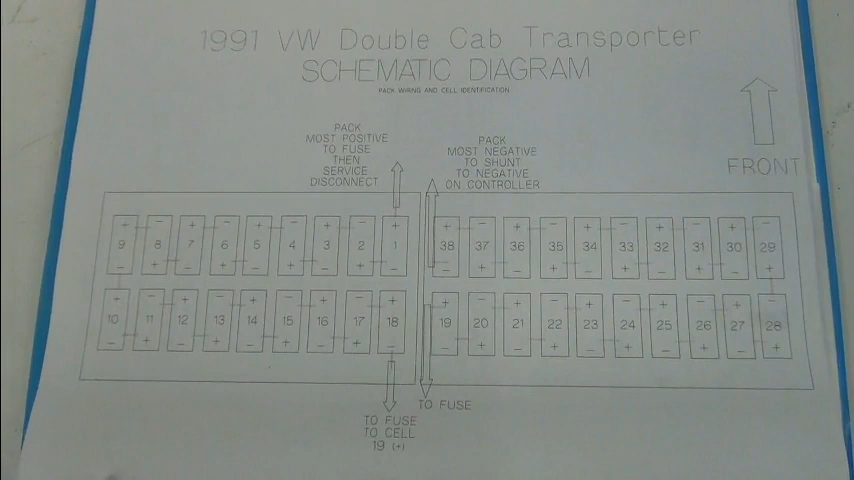 1991 VW Double Cab Transporter
SCHEMATIC DIAGRAM
PACK WIRING AND CELL IDENTIFICATION
PACK
MOST POSITIVE
TO FUSE
THEN
SERVICE
DISCONNECT
PACK
MOST NEGATIVE
TO SHUNT
TO NEGATIVE
ON CONTROLLER
FRONT
+ - + - + - + - +
9 8 7 6 5 4 3 2 1
- + - + - + - + -
+ - + - + - + - + -
38 37 36 35 34 33 32 31 30 29
- + - + - + - + - +
+ - + - + - + - +
10 11 12 13 14 15 16 17 18
- + - + - + - + -
+ - + - + - + - + -
19 20 21 22 23 24 25 26 27 28
- + - + - + - + - +
TO FUSE
TO FUSE
TO CELL
19 (+)